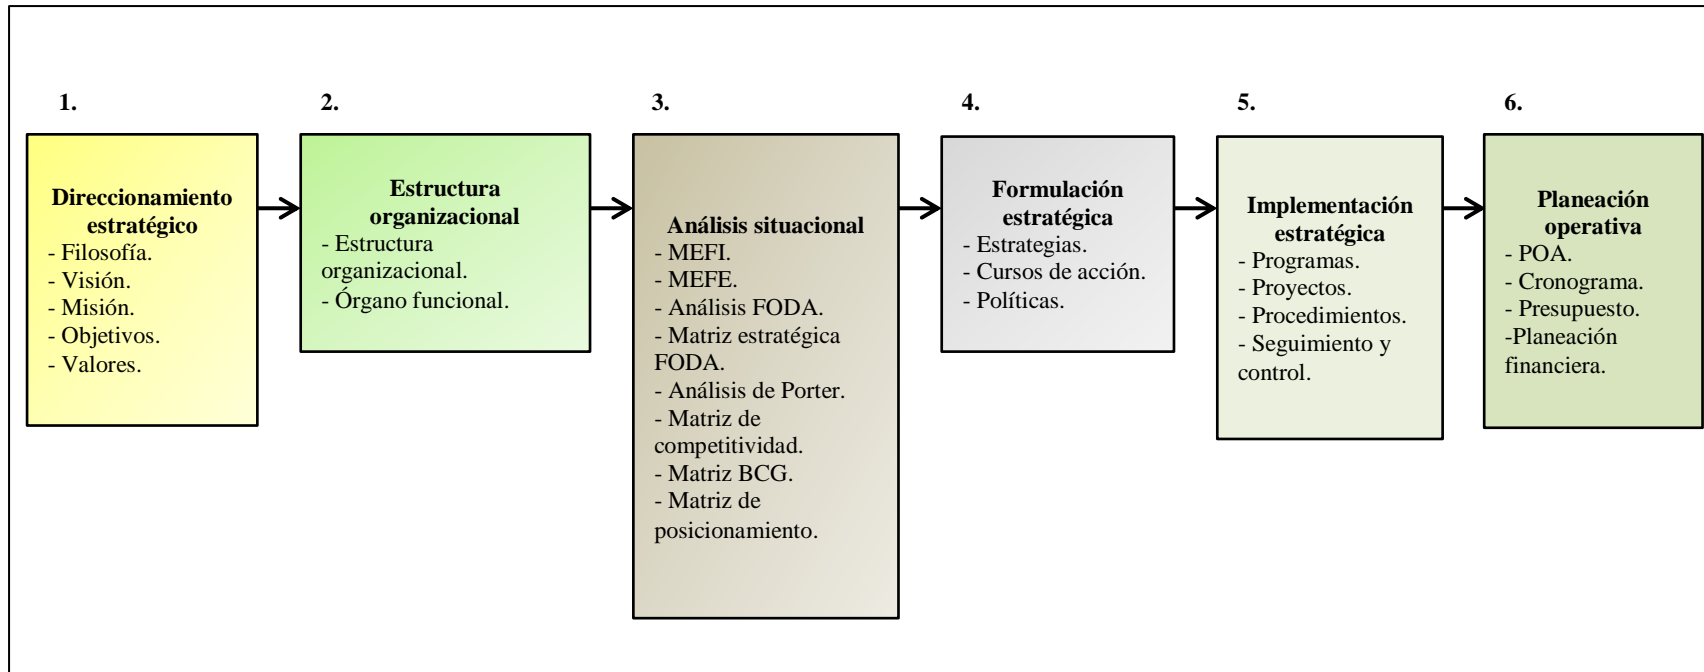 1.
Direccionamiento
estratégico
- Filosofía.
- Visión.
- Misión.
- Objetivos.
- Valores.
2.
Estructura
organizacional
- Estructura
organizacional.
- Órgano funcional.
3.
Análisis situacional
- MEFI.
- MEFE.
- Análisis FODA.
- Matriz estratégica
FODA.
- Análisis de Porter.
- Matriz de
competitividad.
- Matriz BCG.
- Matriz de
posicionamiento.
4.
Formulación
estratégica
- Estrategias.
- Cursos de acción.
- Políticas.
5.
Implementación
estratégica
- Programas.
- Proyectos.
- Procedimientos.
- Seguimiento y
control.
6.
Planeación
operativa
- POA.
- Cronograma.
- Presupuesto.
-Planeación
financiera.